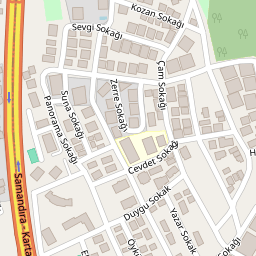 Kozan Sokağı
Sevgi Sokağı
Çam Sokağı
Zerre Sokağı
Suna Sokağı
Panorama Sokağı
Cevdet Sokağ
Duygu Sokak
Yazar Sokak
Samandıra - Karta
Sokağı